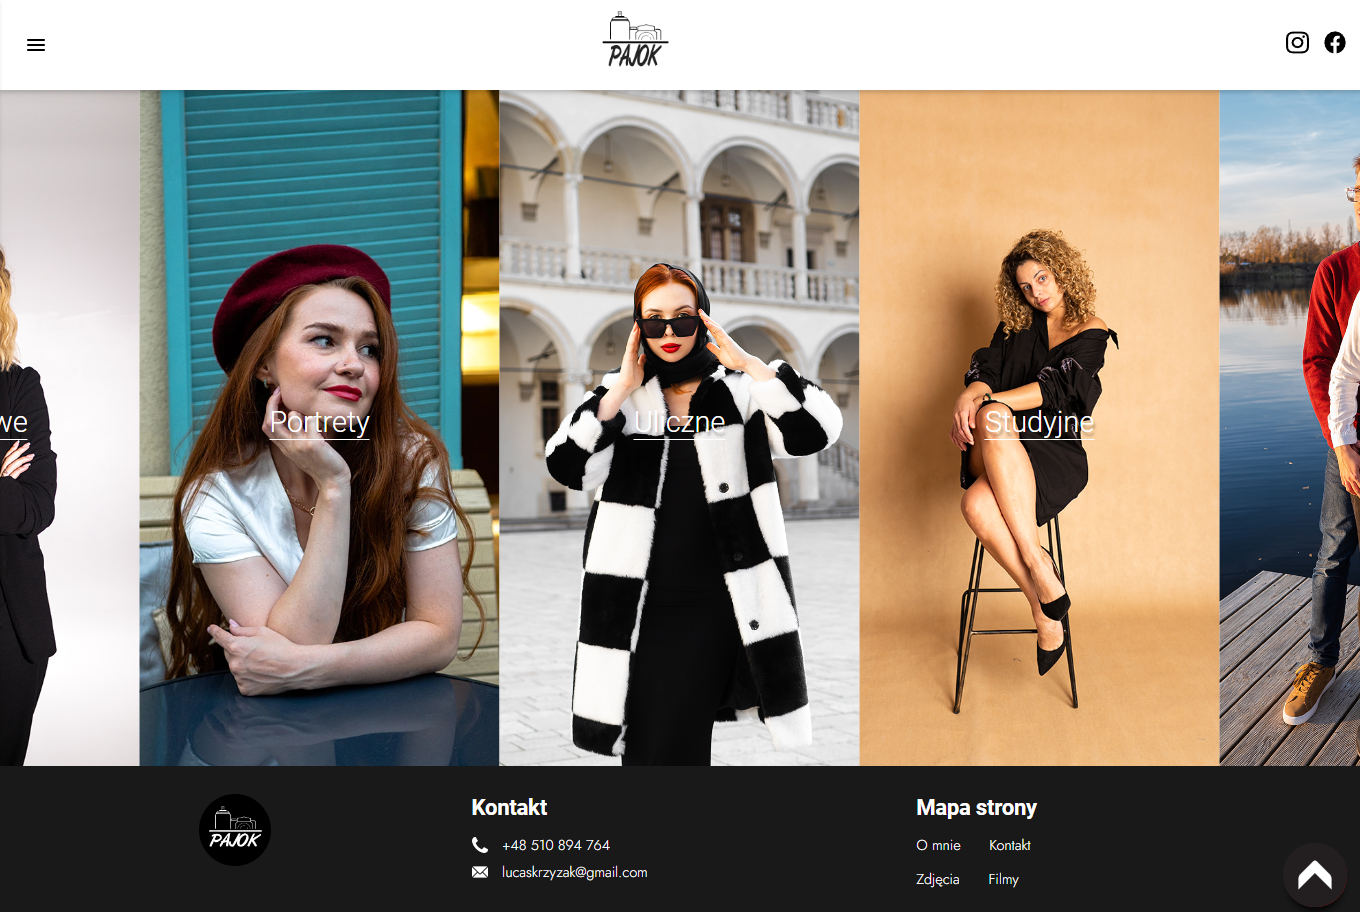 PAJOK
we
Portrety
Uliczne
Studyjne
PAJOK
Kontakt
+48 510 894 764
lucaskrzyzak@gmail.com
Mapa strony
O mnie
Kontakt
Zdjęcia
Filmy